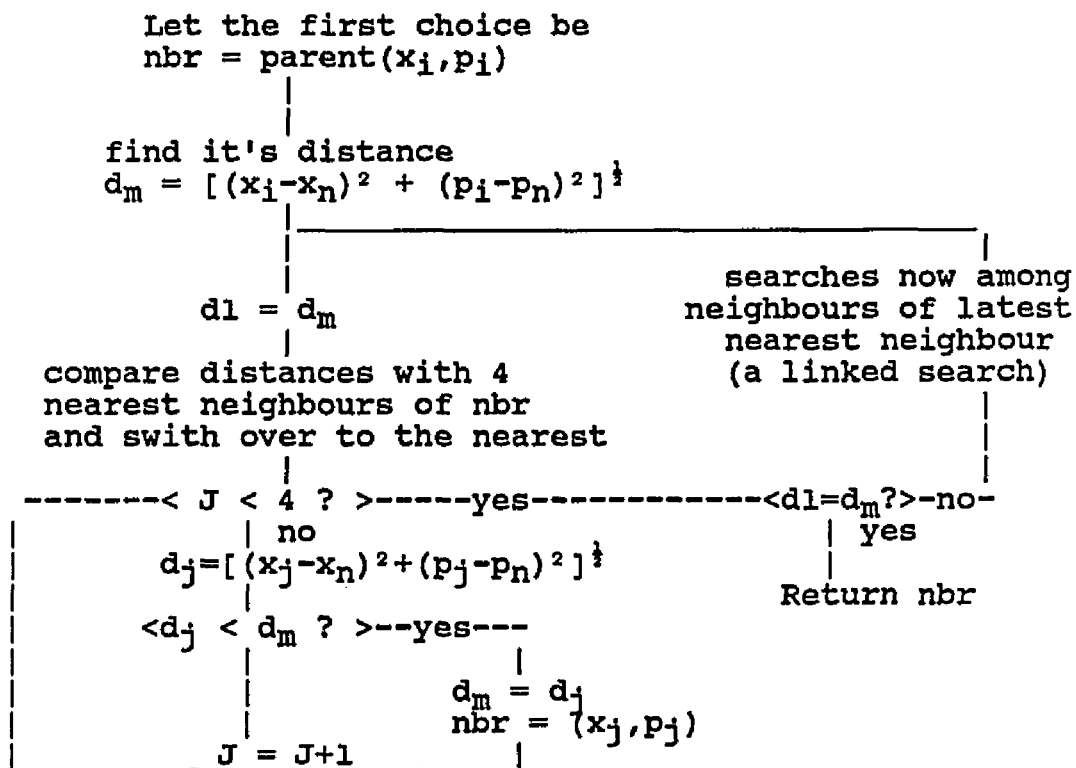 Let the first choice be
nbr = parent(xi,pi)
find it's distance
dm = [(xi-xn)² + (pi-pn)²]½
searches now among
neighbours of latest
nearest neighbour
(a linked search)
dl = dm
compare distances with 4
nearest neighbours of nbr
and swith over to the nearest
-------< J < 4 ? >-----yes------------<dl=dm?>-no-
no
yes
dj=[(xj-xn)²+(pj-pn)²]½
Return nbr
<dj < dm ? >--yes---
dm = dj
nbr = (xj,pj)
J = J+1